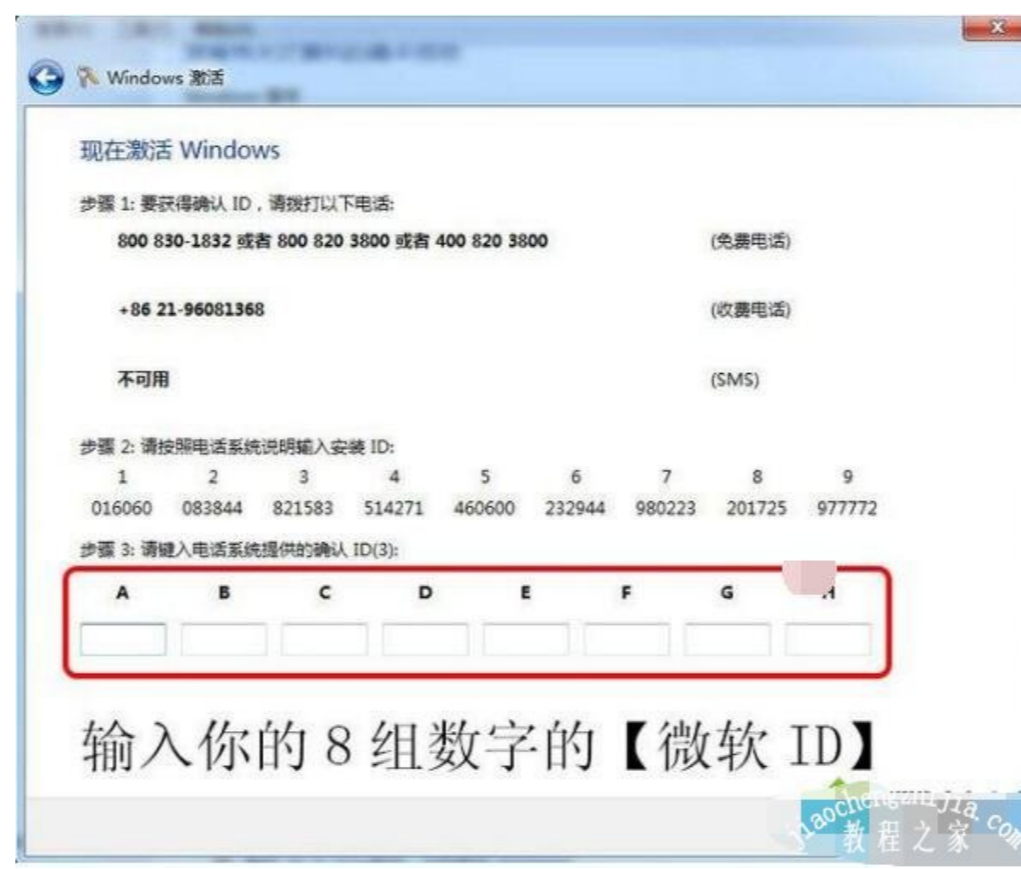 Windows 激活
现在激活 Windows
步骤 1: 要获得确认 ID，请拨打以下电话:
800 830-1832 或者 800 820 3800 或者 400 820 3800 (免费电话)
+86 21-96081368 (收费电话)
不可用 (SMS)
步骤 2: 请按照电话系统说明输入安装 ID:
1 2 3 4 5 6 7 8 9
016060 083844 821583 514271 460600 232944 980223 201725 977772
步骤 3: 请键入电话系统提供的确认 ID(3):
A B C D E F G H
输入你的 8 组数字的【微软 ID】
jiaochengzhijia.com
教程之家